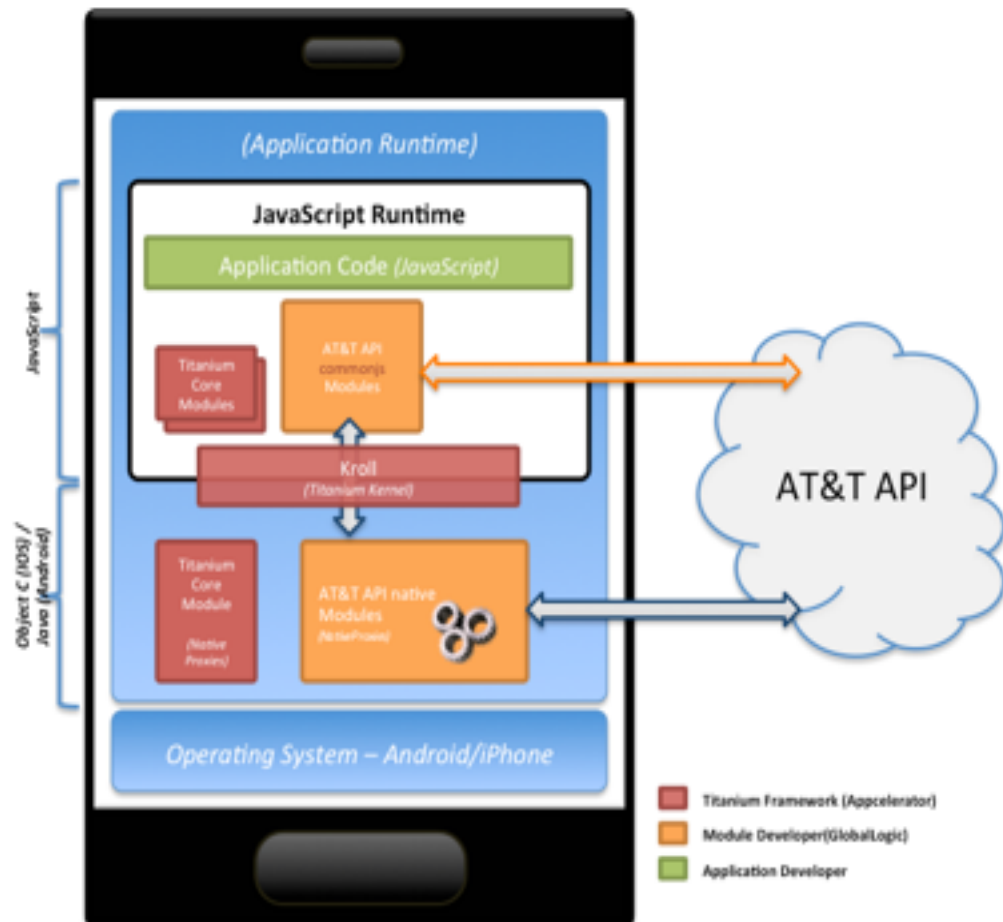 (Application Runtime)
JavaScript Runtime
Application Code (JavaScript)
AT&T API
commonjs
Modules
Titanium
Core
Modules
Kroll
(Titanium Kernel)
Titanium
Core
Module
(Native
Proxies)
AT&T API native
Modules
(NativeProxies)
Operating System – Android/iPhone
JavaScript
Object C (iOS) /
Java (Android)
AT&T API
Titanium Framework (Appcelerator)
Module Developer(GlobalLogic)
Application Developer